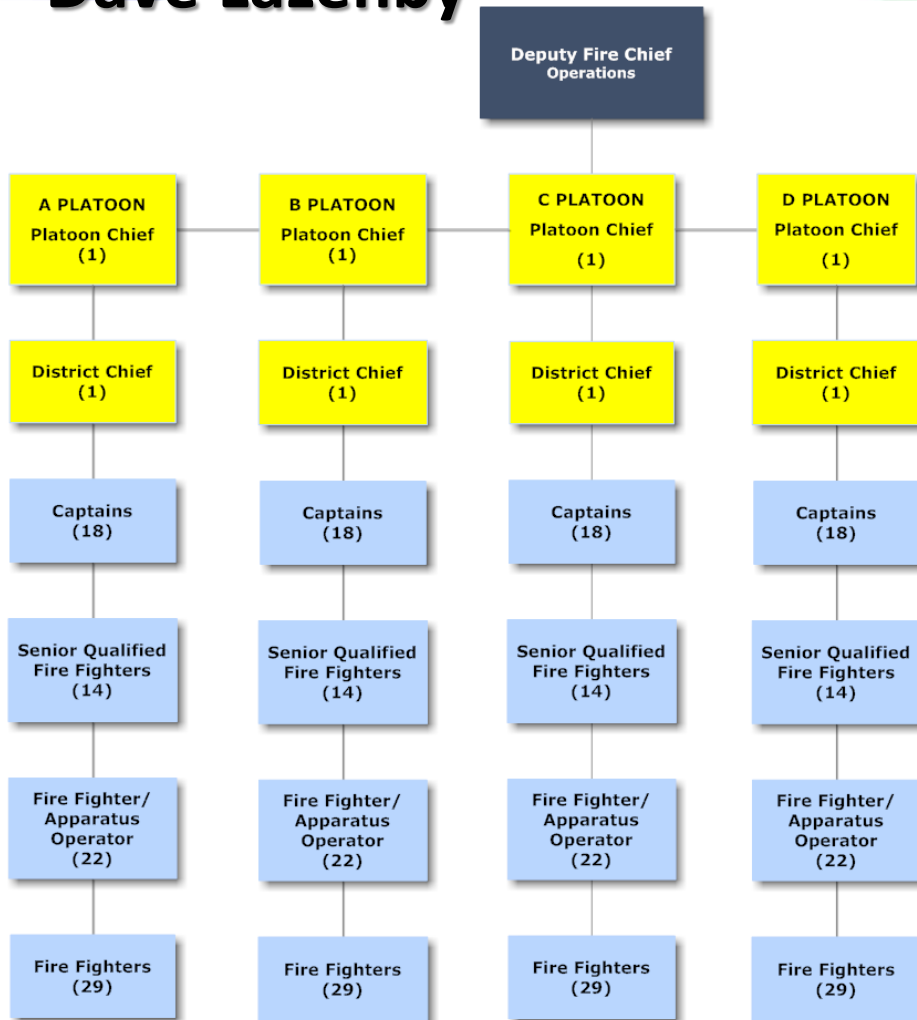 Dave Lazenby
Deputy Fire Chief
Operations
A PLATOON
Platoon Chief
(1)
B PLATOON
Platoon Chief
(1)
C PLATOON
Platoon Chief
(1)
D PLATOON
Platoon Chief
(1)
District Chief
(1)
District Chief
(1)
District Chief
(1)
District Chief
(1)
Captains
(18)
Captains
(18)
Captains
(18)
Captains
(18)
Senior Qualified
Fire Fighters
(14)
Senior Qualified
Fire Fighters
(14)
Senior Qualified
Fire Fighters
(14)
Senior Qualified
Fire Fighters
(14)
Fire Fighter/
Apparatus
Operator
(22)
Fire Fighter/
Apparatus
Operator
(22)
Fire Fighter/
Apparatus
Operator
(22)
Fire Fighter/
Apparatus
Operator
(22)
Fire Fighters
(29)
Fire Fighters
(29)
Fire Fighters
(29)
Fire Fighters
(29)